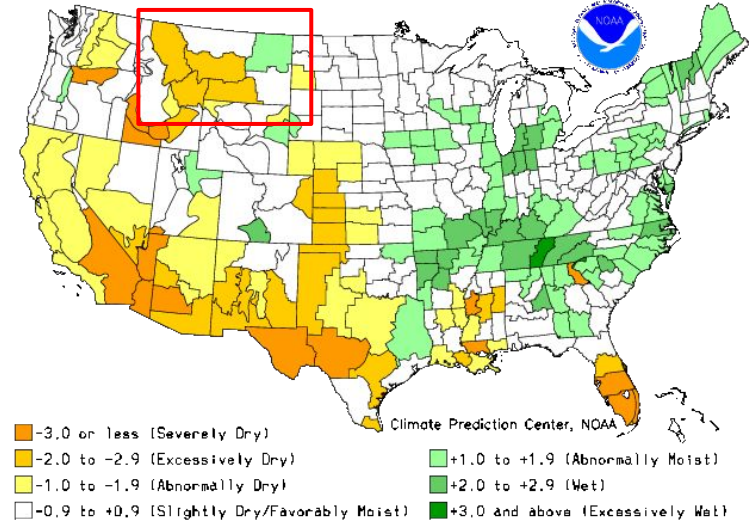 NOAA
Climate Prediction Center, NOAA
-3.0 or less (Severely Dry)
-2.0 to -2.9 (Excessively Dry)
-1.0 to -1.9 (Abnormally Dry)
-0.9 to +0.9 (Slightly Dry/Favorably Moist)
+1.0 to +1.9 (Abnormally Moist)
+2.0 to +2.9 (Wet)
+3.0 and above (Excessively Wet)